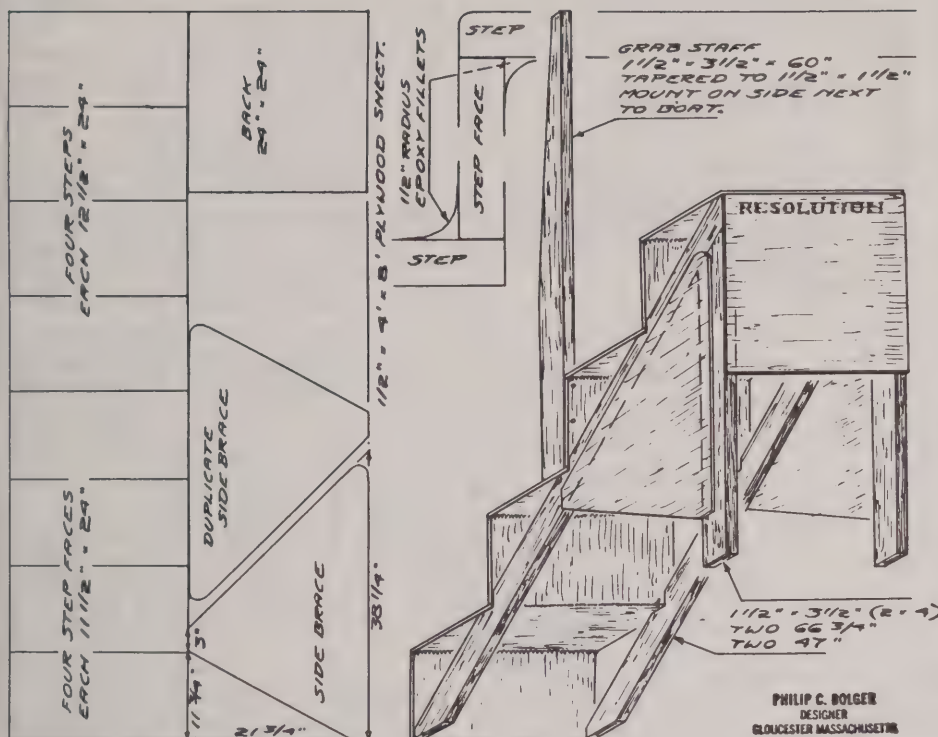 FOUR STEPS
EACH 12 1/2" = 24"
FOUR STEP FACES
EACH 11 1/2" = 24"
BACK
24" = 24"
DUPLICATE
SIDE BRACE
SIDE BRACE
11 3/4"
3"
21 3/4"
38 1/4"
1/2" = 4' = 8' PLYWOOD SHEET.
1 1/2" RADIUS
EPOXY FILLETS
STEP
STEP FACE
STEP
GRAB STAFF
1 1/2" = 3 1/2" = 60"
TAPERED TO 1 1/2" = 1 1/2"
MOUNT ON SIDE NEXT
TO BOAT.
RESOLUTION
1 1/2" = 3 1/2" (2 = 4)
TWO 66 3/4"
TWO 47"
PHILIP C. BOLGER
DESIGNER
GLOUCESTER MASSACHUSETTS